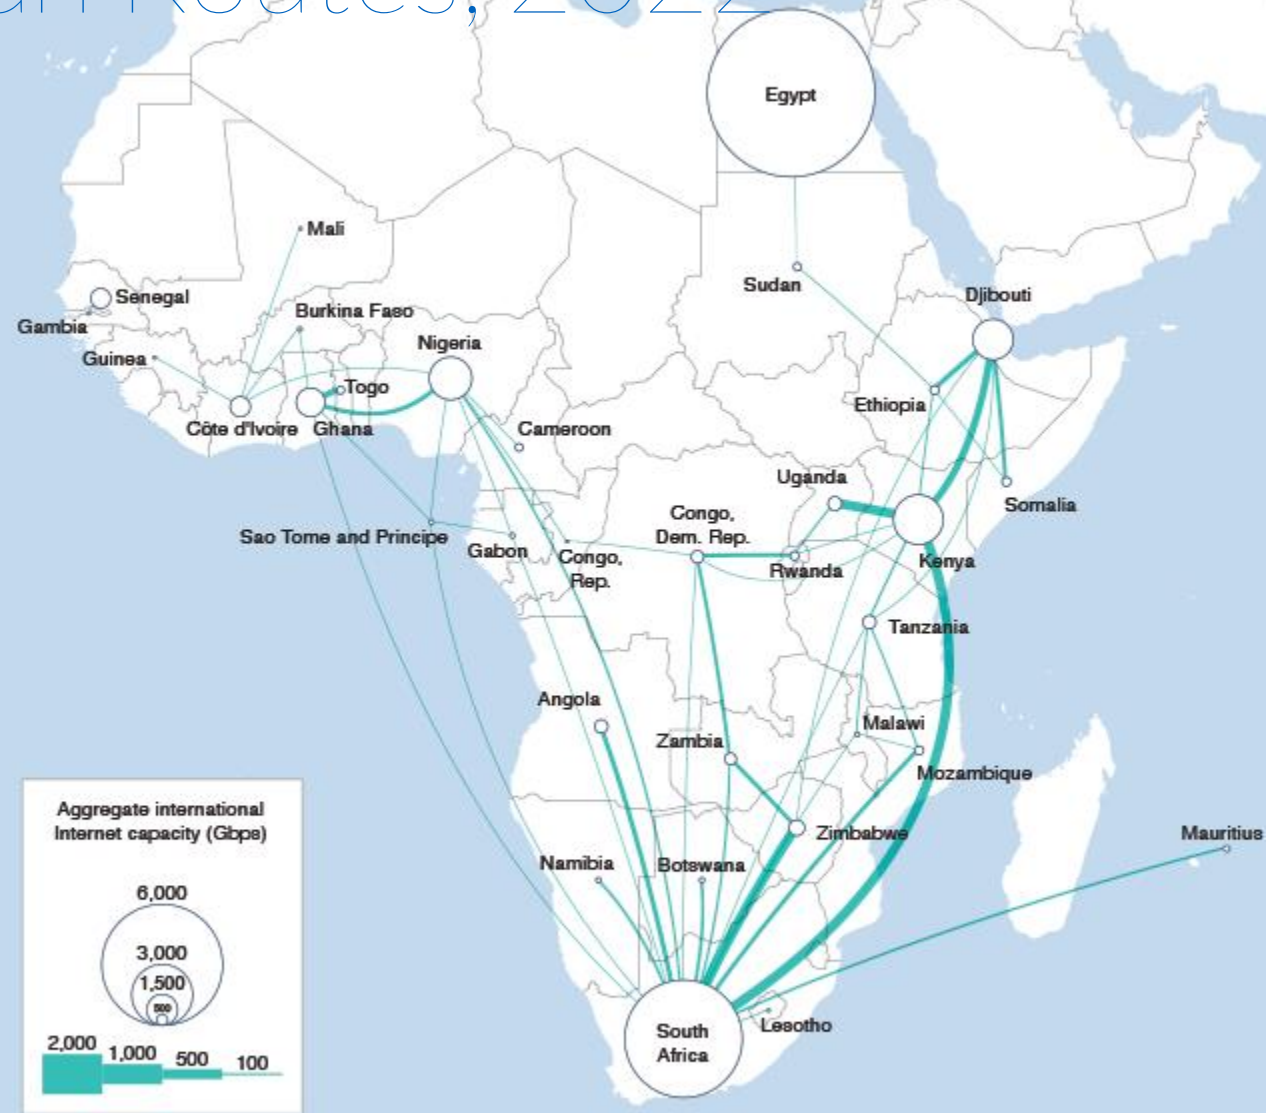 Routes, 2022
Egypt
Mali
Sudan
Senegal
Djibouti
Burkina Faso
Gambia
Nigeria
Guinea
Togo
Ethiopia
Côte d'Ivoire
Ghana
Cameroon
Uganda
Somalia
Congo,
Dem. Rep.
Sao Tome and Principe
Gabon
Congo,
Rep.
Rwanda
Kenya
Tanzania
Angola
Malawi
Zambia
Mozambique
Zimbabwe
Mauritius
Namibia
Botswana
South
Africa
Lesotho
Aggregate international
Internet capacity (Gbps)
6,000
3,000
1,500
500
2,000
1,000
500
100